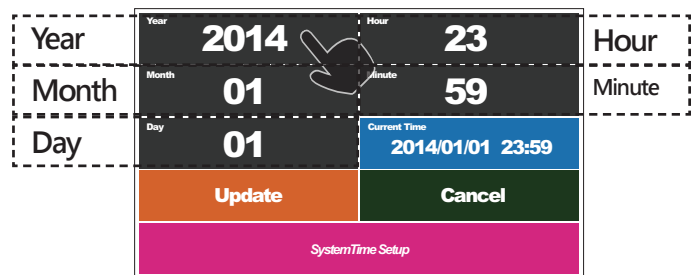 Year
Year
2014
Hour
23
Hour
Month
Month
01
Minute
59
Minute
Day
Day
01
Current Time
2014/01/01 23:59
Update
Cancel
SystemTime Setup